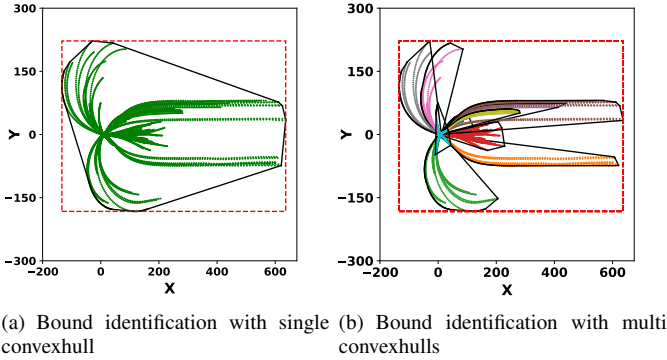 300
150
0
−150
−300
Y
−200 0 200 400 600
X
(a) Bound identification with single
convexhull
300
150
0
−150
−300
Y
−200 0 200 400 600
X
(b) Bound identification with multi
convexhulls